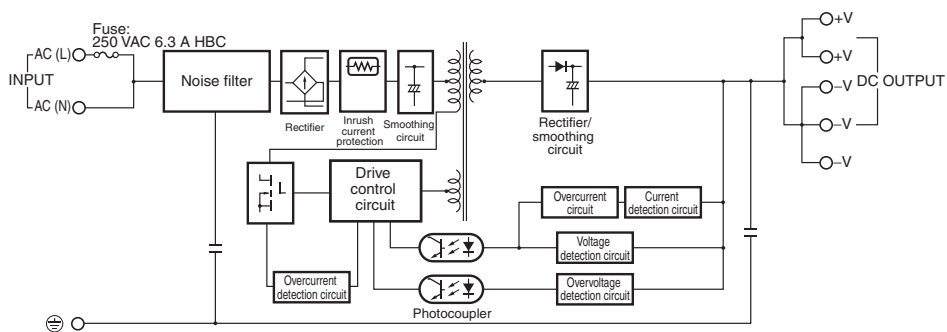 Fuse:
250 VAC 6.3 A HBC
AC (L)
INPUT
AC (N)
Noise filter
Rectifier
Inrush
current
protection
Smoothing
circuit
Rectifier/
smoothing
circuit
+V
+V
DC OUTPUT
–V
–V
–V
Drive
control
circuit
Overcurrent
circuit
Current
detection circuit
Voltage
detection circuit
Overcurrent
detection circuit
Overvoltage
detection circuit
Photocoupler